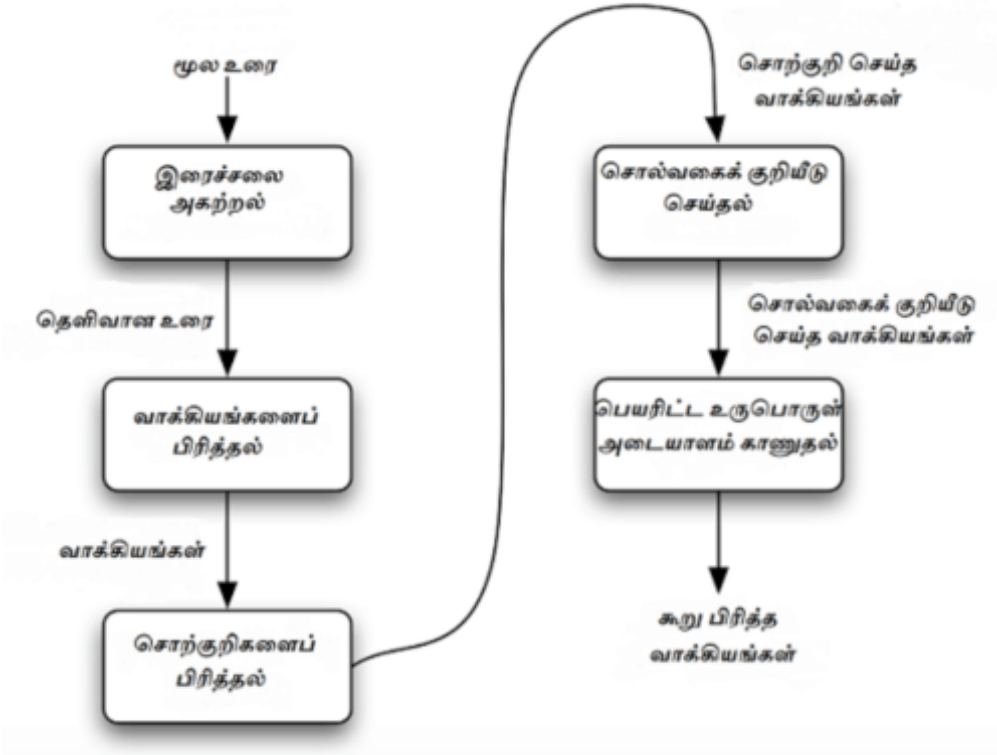 மூல உரை
இரைச்சலை
அகற்றல்
தெளிவான உரை
வாக்கியங்களைப்
பிரித்தல்
வாக்கியங்கள்
சொற்குறிகளைப்
பிரித்தல்
சொற்குறி செய்த
வாக்கியங்கள்
சொல்வகைக் குறியீடு
செய்தல்
சொல்வகைக் குறியீடு
செய்த வாக்கியங்கள்
பெயரிட்ட உருபொருள்
அடையாளம் காணுதல்
கூறு பிரித்த
வாக்கியங்கள்